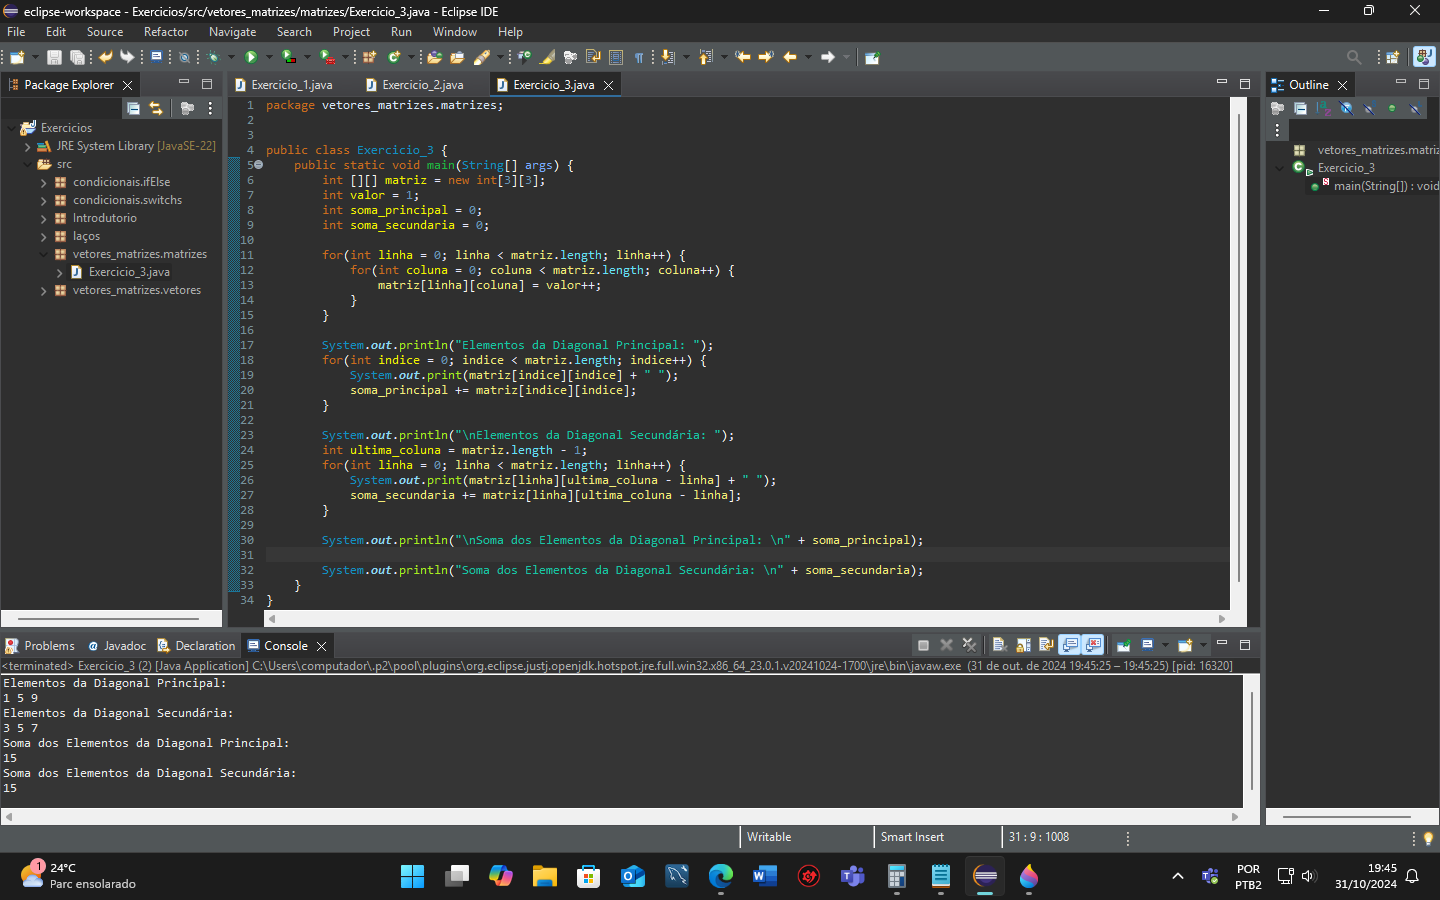 eclipse-workspace - Exercicios/src/vetores_matrizes/matrizes/Exercicio_3.java - Eclipse IDE
File Edit Source Refactor Navigate Search Project Run Window Help
Package Explorer
Exercicios
JRE System Library [JavaSE-22]
src
condicionais.ifElse
condicionais.switchs
Introdutorio
laços
vetores_matrizes.matrizes
Exercicio_3.java
vetores_matrizes.vetores
Exercicio_1.java Exercicio_2.java Exercicio_3.java
1 package vetores_matrizes.matrizes;
2
3
4 public class Exercicio_3 {
5 public static void main(String[] args) {
6 int [][] matriz = new int[3][3];
7 int valor = 1;
8 int soma_principal = 0;
9 int soma_secundaria = 0;
10
11 for(int linha = 0; linha < matriz.length; linha++) {
12 for(int coluna = 0; coluna < matriz.length; coluna++) {
13 matriz[linha][coluna] = valor++;
14 }
15 }
16
17 System.out.println("Elementos da Diagonal Principal: ");
18 for(int indice = 0; indice < matriz.length; indice++) {
19 System.out.print(matriz[indice][indice] + " ");
20 soma_principal += matriz[indice][indice];
21 }
22
23 System.out.println("\nElementos da Diagonal Secundária: ");
24 int ultima_coluna = matriz.length - 1;
25 for(int linha = 0; linha < matriz.length; linha++) {
26 System.out.print(matriz[linha][ultima_coluna - linha] + " ");
27 soma_secundaria += matriz[linha][ultima_coluna - linha];
28 }
29
30 System.out.println("\nSoma dos Elementos da Diagonal Principal: \n" + soma_principal);
31
32 System.out.println("Soma dos Elementos da Diagonal Secundária: \n" + soma_secundaria);
33 }
34 }
Outline
vetores_matrizes.matriz
Exercicio_3
main(String[]) : void
Problems @ Javadoc Declaration Console
<terminated> Exercicio_3 (2) [Java Application] C:\Users\computador\.p2\pool\plugins\org.eclipse.justj.openjdk.hotspot.jre.full.win32.x86_64_23.0.1.v20241024-1700\jre\bin\javaw.exe (31 de out. de 2024 19:45:25 – 19:45:25) [pid: 16320]
Elementos da Diagonal Principal:
1 5 9
Elementos da Diagonal Secundária:
3 5 7
Soma dos Elementos da Diagonal Principal:
15
Soma dos Elementos da Diagonal Secundária:
15
Writable Smart Insert 31 : 9 : 1008
1
24°C
Parc ensolarado
POR
PTB2
19:45
31/10/2024